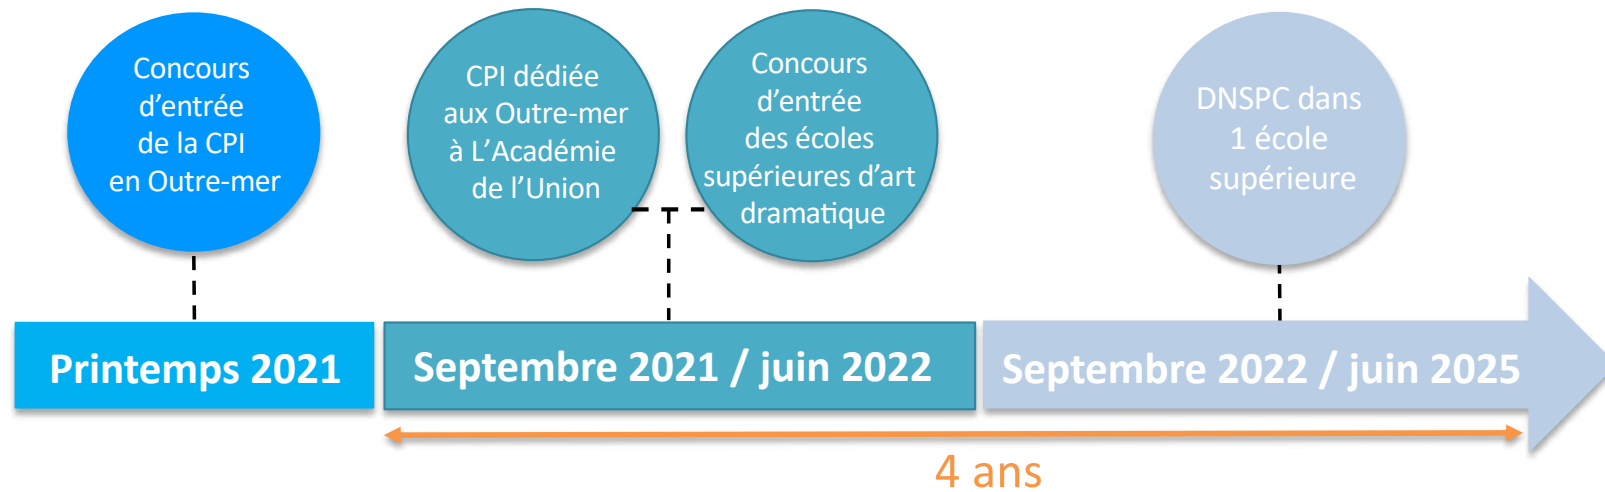 Concours
d’entrée
de la CPI
en Outre-mer
CPI dédiée
aux Outre-mer
à L’Académie
de l’Union
Concours
d’entrée
des écoles
supérieures d’art
dramatique
DNSPC dans
1 école
supérieure
Printemps 2021
Septembre 2021 / juin 2022
Septembre 2022 / juin 2025
4 ans